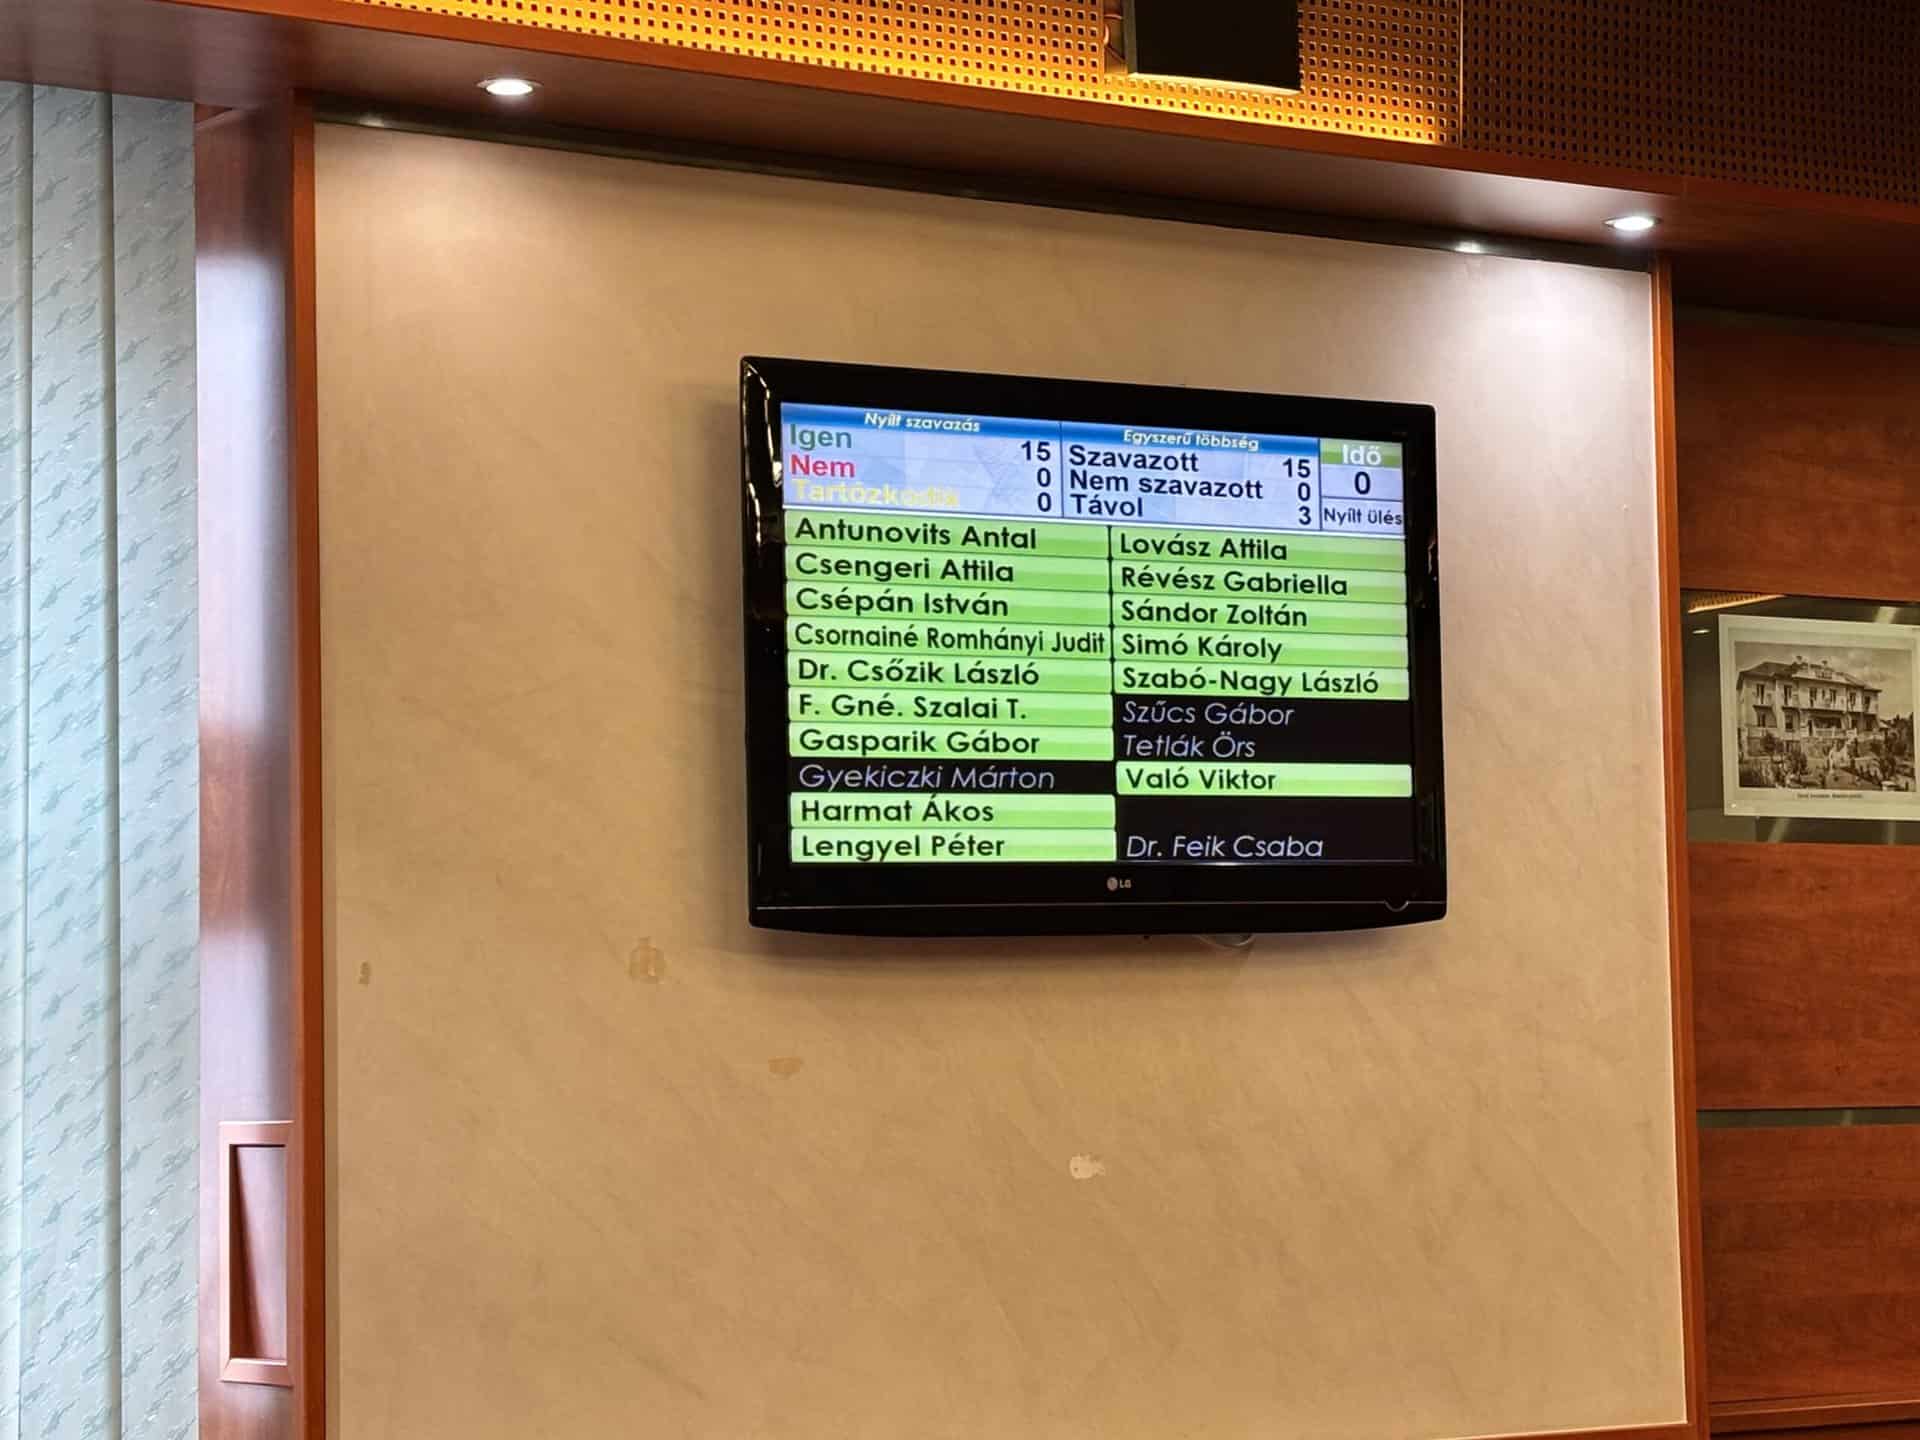 Nyílt szavazás
Igen 15
Nem 0
Tartózkodik 0
Egyszerű többség
Szavazott 15
Nem szavazott 0
Távol 3
Idő
0
Nyílt ülés
Antunovits Antal
Csengeri Attila
Csépán István
Csornainé Romhányi Judit
Dr. Csőzik László
F. Gné. Szalai T.
Gasparik Gábor
Gyekiczki Márton
Harmat Ákos
Lengyel Péter
Lovász Attila
Révész Gabriella
Sándor Zoltán
Simó Károly
Szabó-Nagy László
Szűcs Gábor
Tetlák Örs
Való Viktor
Dr. Feik Csaba
LG